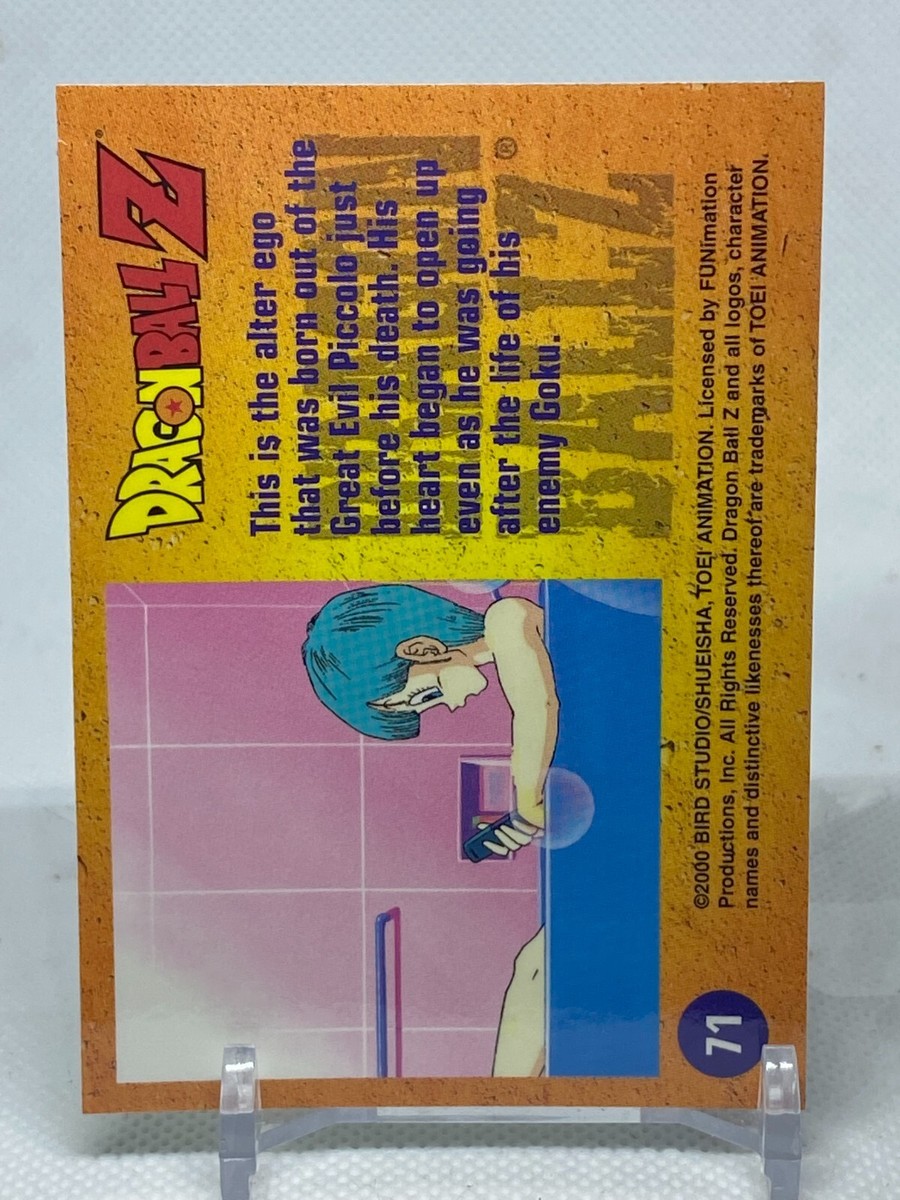 DRAGON BALL Z®
This is the alter ego
that was born out of the
Great Evil Piccolo just
before his death. His
heart began to open up
even as he was going
after the life of his
enemy Goku.
DRAGON
BALL Z®
©2000 BIRD STUDIO/SHUEISHA, TOEI ANIMATION. Licensed by FUNimation
Productions, Inc. All Rights Reserved. Dragon Ball Z and all logos, character
names and distinctive likenesses thereof are trademarks of TOEI ANIMATION.
71